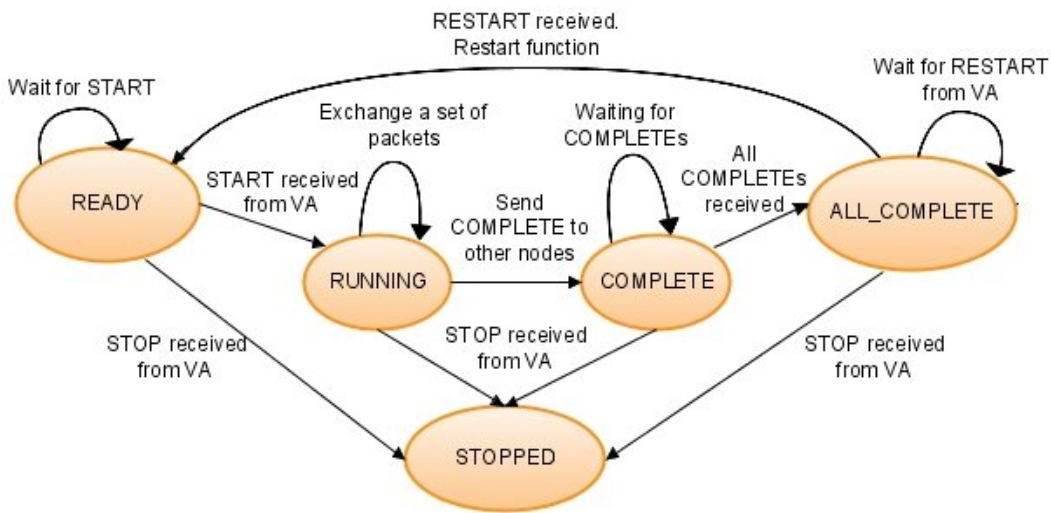 RESTART received.
Restart function
Wait for START
Exchange a set of
packets
Waiting for
COMPLETEs
Wait for RESTART
from VA
READY
START received
from VA
Send
COMPLETE to
other nodes
All
COMPLETEs
received
ALL_COMPLETE
RUNNING
COMPLETE
STOP received
from VA
STOP received
from VA
STOP received
from VA
STOPPED